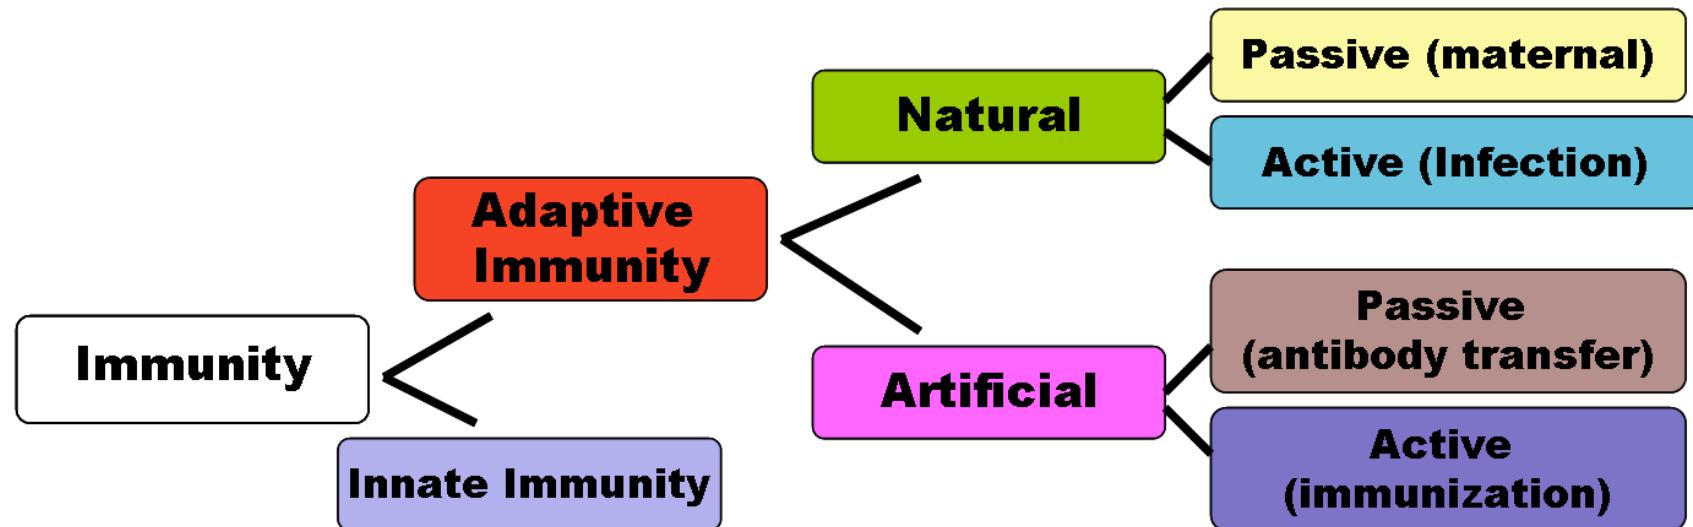 Passive (maternal)
Natural
Active (Infection)
Adaptive
Immunity
Passive
(antibody transfer)
Immunity
Artificial
Active
(immunization)
Innate Immunity